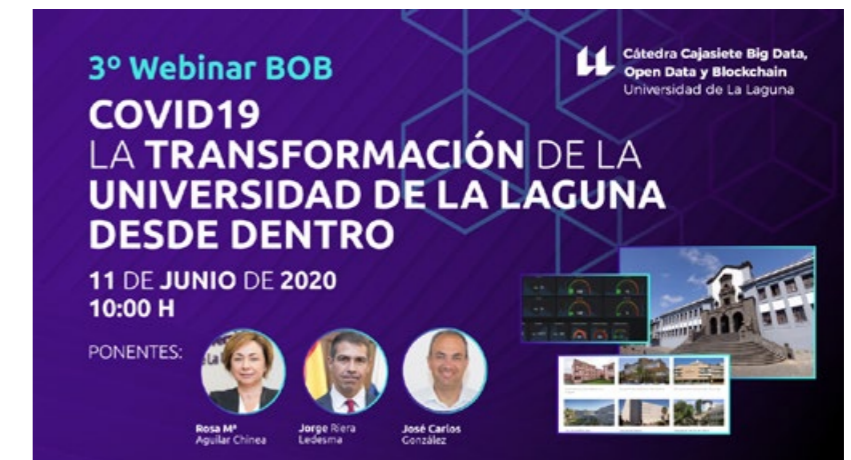 3º Webinar BOB
COVID19
LA TRANSFORMACIÓN DE LA
UNIVERSIDAD DE LA LAGUNA
DESDE DENTRO
11 DE JUNIO DE 2020
10:00 H
PONENTES:
Rosa Mª
Aguilar Chinea
Jorge Riera
Ledesma
José Carlos
González
Cátedra Cajasiete Big Data,
Open Data y Blockchain
Universidad de La Laguna